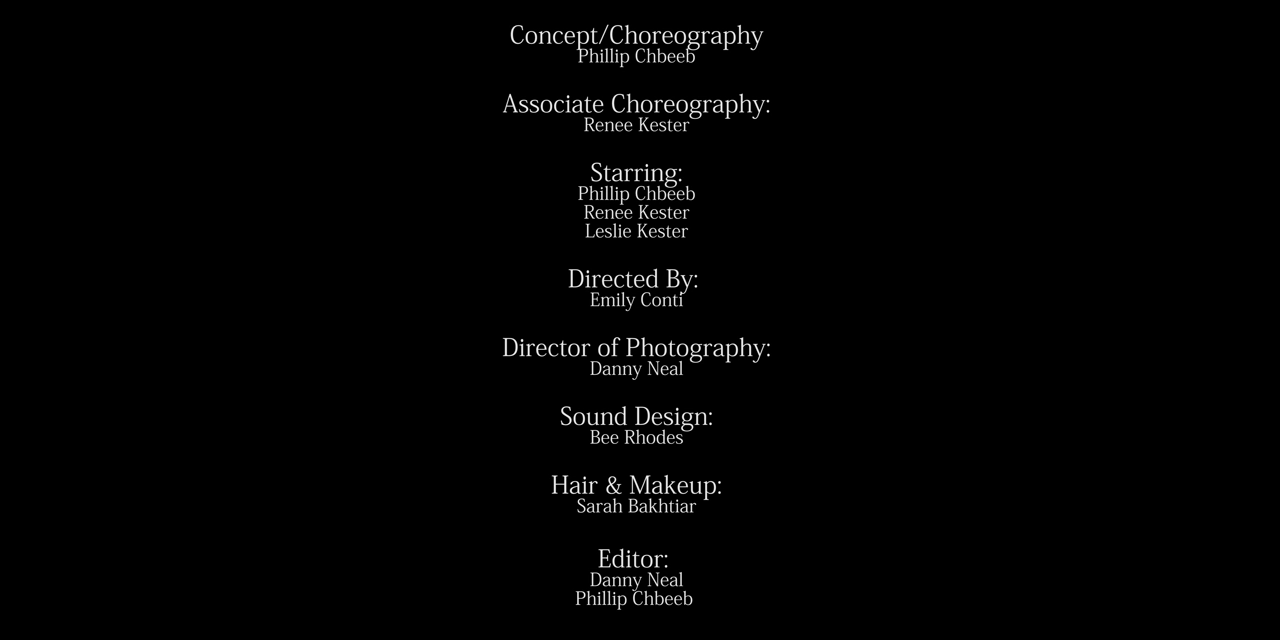 Concept/Choreography
Phillip Chbeeb
Associate Choreography:
Renee Kester
Starring:
Phillip Chbeeb
Renee Kester
Leslie Kester
Directed By:
Emily Conti
Director of Photography:
Danny Neal
Sound Design:
Bee Rhodes
Hair & Makeup:
Sarah Bakhtiar
Editor:
Danny Neal
Phillip Chbeeb